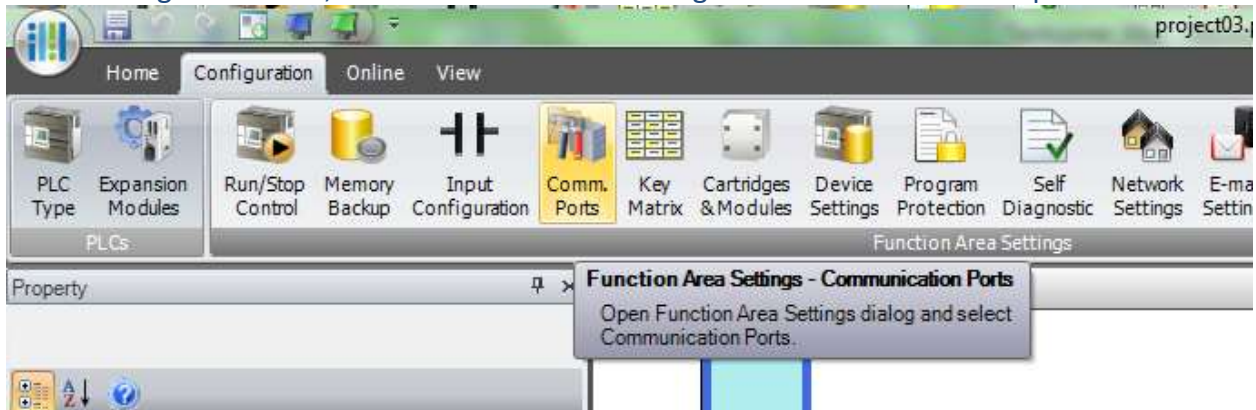 project03.
Home Configuration Online View
PLC Type
Expansion Modules
Run/Stop Control
Memory Backup
Input Configuration
Comm. Ports
Key Matrix
Cartridges & Modules
Device Settings
Program Protection
Self Diagnostic
Network Settings
PLCs
Function Area Settings
Property
Function Area Settings - Communication Ports
Open Function Area Settings dialog and select
Communication Ports.